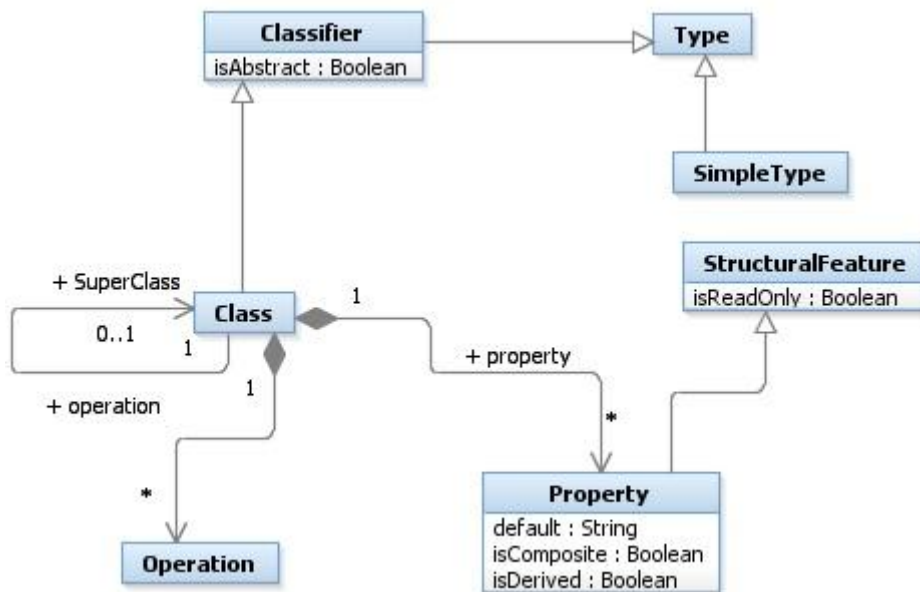 Classifier
isAbstract : Boolean
Type
SimpleType
StructuralFeature
isReadOnly : Boolean
+ SuperClass
Class
0..1
1
1
1
+ property
+ operation
*
*
Property
default : String
isComposite : Boolean
isDerived : Boolean
Operation